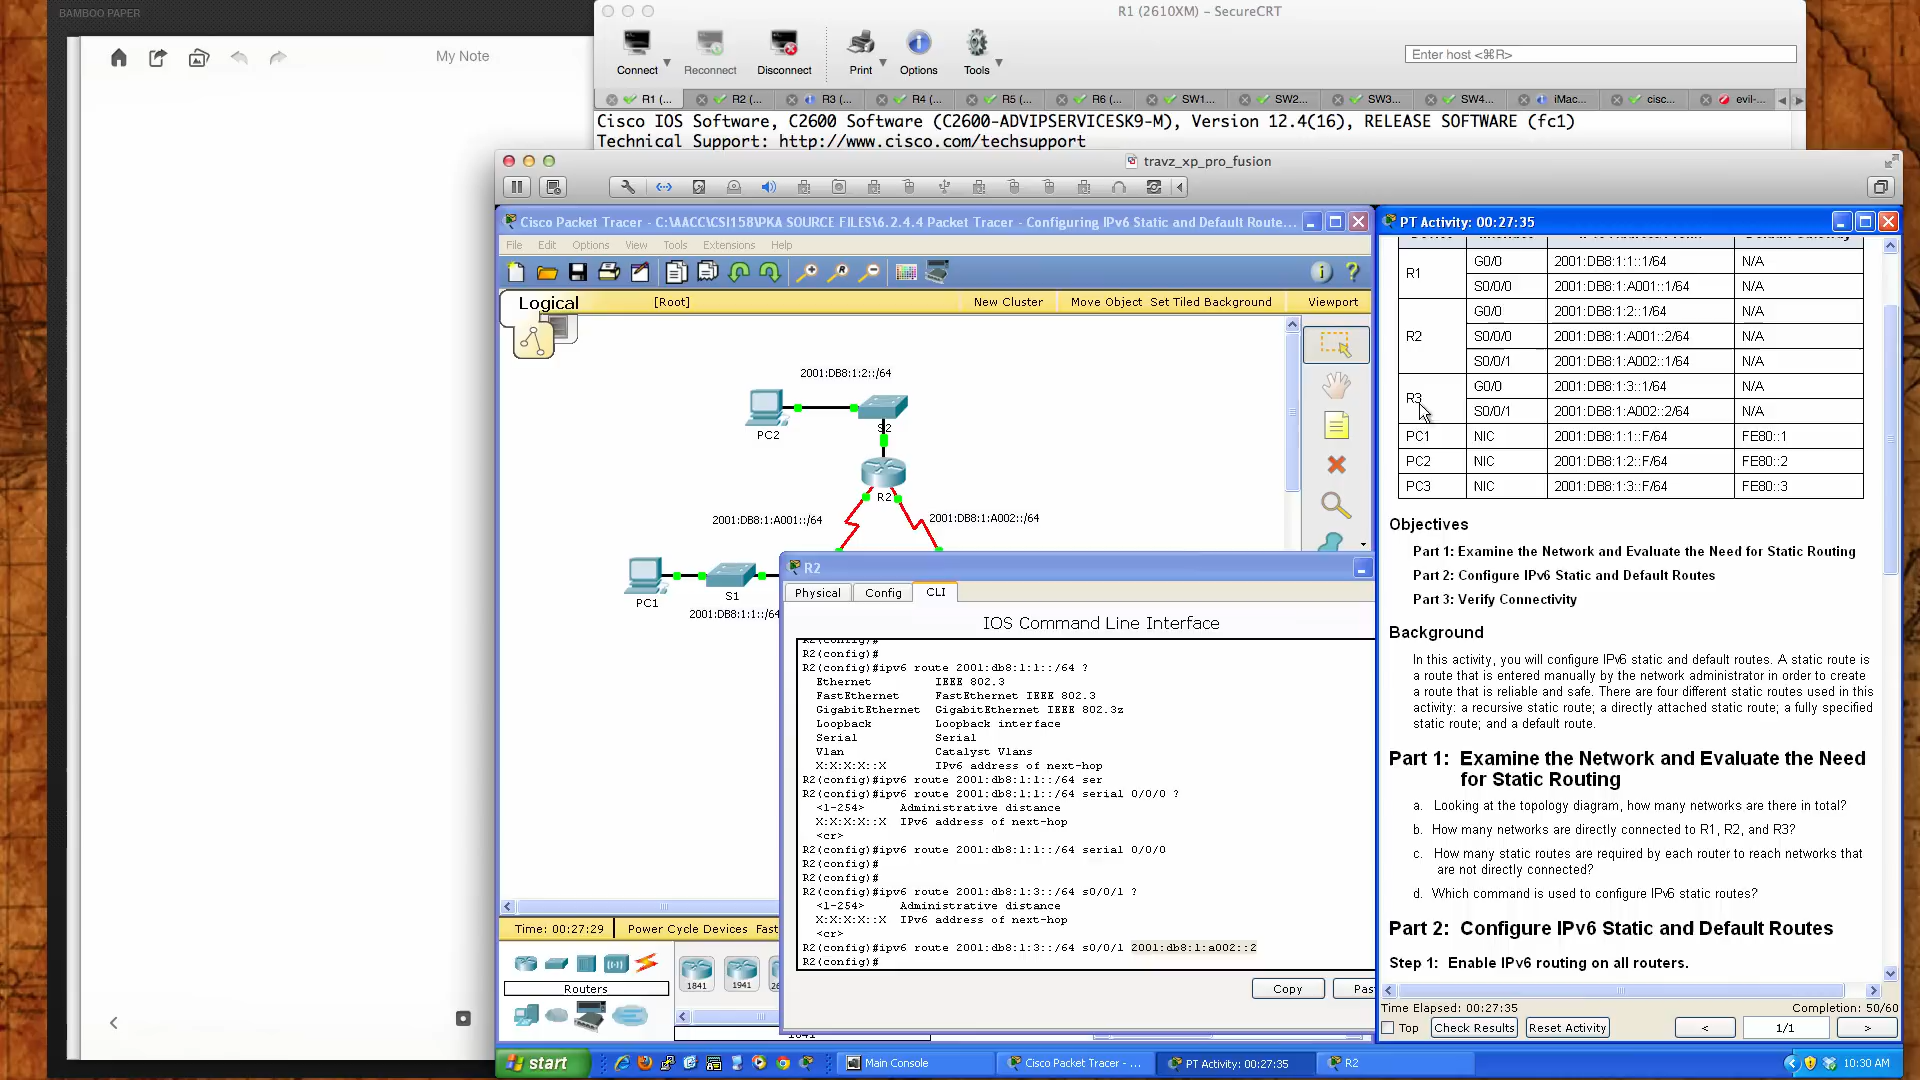 BAMBOO PAPER
My Note
R1 (2610XM) - SecureCRT
Enter host <⌘R>
Connect Reconnect Disconnect Print Options Tools
R1 (... R2 (... R3 (... R4 (... R5 (... R6 (... SW1... SW2... SW3... SW4... iMac... cisc... evil-...
Cisco IOS Software, C2600 Software (C2600-ADVIPSERVICESK9-M), Version 12.4(16), RELEASE SOFTWARE (fc1)
Technical Support: http://www.cisco.com/techsupport
travz_xp_pro_fusion
Cisco Packet Tracer - C:\AACC\CSI158\PKA SOURCE FILES\6.2.4.4 Packet Tracer - Configuring IPv6 Static and Default Route...
File Edit Options View Tools Extensions Help
Logical [Root] New Cluster Move Object Set Tiled Background Viewport
2001:DB8:1:2::/64
PC2
S2
R2
2001:DB8:1:A001::/64
2001:DB8:1:A002::/64
PC1
S1
2001:DB8:1:1::/64
R2
Physical Config CLI
IOS Command Line Interface
R2(config)#
R2(config)#
R2(config)#ipv6 route 2001:db8:1:1::/64 ?
Ethernet IEEE 802.3
FastEthernet FastEthernet IEEE 802.3
GigabitEthernet GigabitEthernet IEEE 802.3z
Loopback Loopback interface
Serial Serial
Vlan Catalyst Vlans
X:X:X:X::X IPv6 address of next-hop
R2(config)#ipv6 route 2001:db8:1:1::/64 ser
R2(config)#ipv6 route 2001:db8:1:1::/64 serial 0/0/0 ?
<1-254> Administrative distance
X:X:X:X::X IPv6 address of next-hop
<cr>
R2(config)#ipv6 route 2001:db8:1:1::/64 serial 0/0/0
R2(config)#
R2(config)#
R2(config)#ipv6 route 2001:db8:1:3::/64 s0/0/1 ?
<1-254> Administrative distance
X:X:X:X::X IPv6 address of next-hop
<cr>
R2(config)#ipv6 route 2001:db8:1:3::/64 s0/0/1 2001:db8:1:a002::2
R2(config)#
Copy Pas
Time: 00:27:29 Power Cycle Devices Fast
Routers
1841 1941
1841
PT Activity: 00:27:35
R1 G0/0 2001:DB8:1:1::1/64 N/A
S0/0/0 2001:DB8:1:A001::1/64 N/A
R2 G0/0 2001:DB8:1:2::1/64 N/A
S0/0/0 2001:DB8:1:A001::2/64 N/A
S0/0/1 2001:DB8:1:A002::1/64 N/A
R3 G0/0 2001:DB8:1:3::1/64 N/A
S0/0/1 2001:DB8:1:A002::2/64 N/A
PC1 NIC 2001:DB8:1:1::F/64 FE80::1
PC2 NIC 2001:DB8:1:2::F/64 FE80::2
PC3 NIC 2001:DB8:1:3::F/64 FE80::3
Objectives
Part 1: Examine the Network and Evaluate the Need for Static Routing
Part 2: Configure IPv6 Static and Default Routes
Part 3: Verify Connectivity
Background
In this activity, you will configure IPv6 static and default routes. A static route is
a route that is entered manually by the network administrator in order to create
a route that is reliable and safe. There are four different static routes used in this
activity: a recursive static route; a directly attached static route; a fully specified
static route; and a default route.
Part 1: Examine the Network and Evaluate the Need
for Static Routing
a. Looking at the topology diagram, how many networks are there in total?
b. How many networks are directly connected to R1, R2, and R3?
c. How many static routes are required by each router to reach networks that
are not directly connected?
d. Which command is used to configure IPv6 static routes?
Part 2: Configure IPv6 Static and Default Routes
Step 1: Enable IPv6 routing on all routers.
Time Elapsed: 00:27:35 Completion: 50/60
Top Check Results Reset Activity < 1/1 >
start Main Console Cisco Packet Tracer - ... PT Activity: 00:27:35 R2 10:30 AM